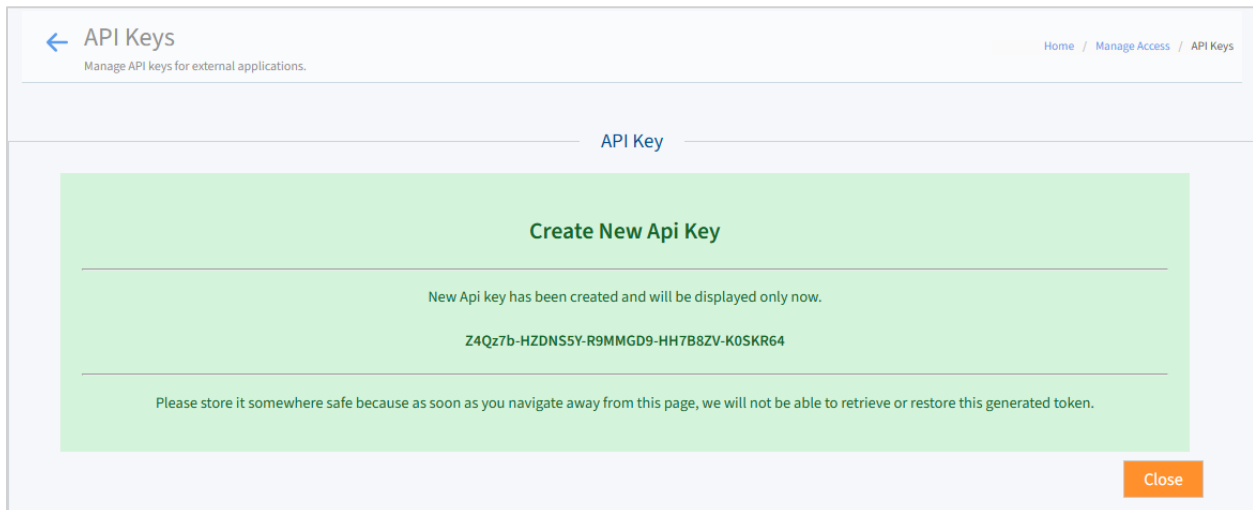 API Keys
Manage API keys for external applications.
Home / Manage Access / API Keys
API Key
Create New Api Key
New Api key has been created and will be displayed only now.
Z4Qz7b-HZDNS5Y-R9MMGD9-HH7B8ZV-K0SKR64
Please store it somewhere safe because as soon as you navigate away from this page, we will not be able to retrieve or restore this generated token.
Close